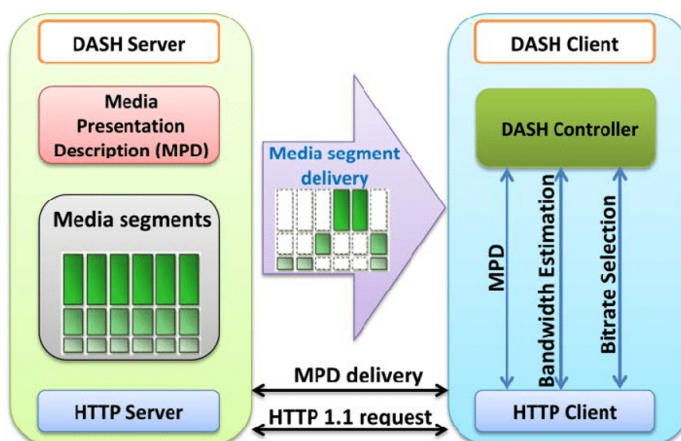 DASH Server
Media
Presentation
Description (MPD)
Media segments
HTTP Server
Media segment
delivery
MPD delivery
HTTP 1.1 request
DASH Client
DASH Controller
MPD
Bandwidth Estimation
Bitrate Selection
HTTP Client